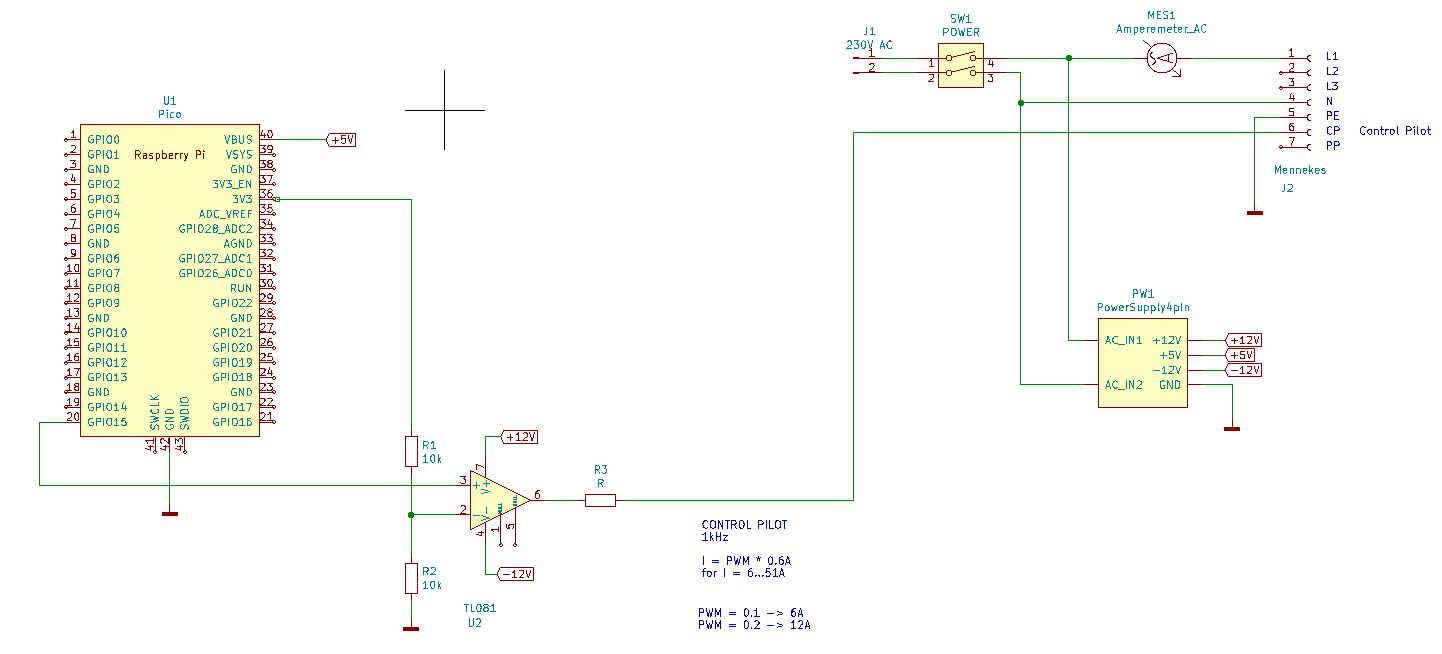 U1
Pico
Raspberry Pi
1 GPIO0 VBUS 40 +5V
2 GPIO1 VSYS 39
3 GND GND 38
4 GPIO2 3V3_EN 37
5 GPIO3 3V3 36
6 GPIO4 ADC_VREF 35
7 GPIO5 GPIO28_ADC2 34
8 GND AGND 33
9 GPIO6 GPIO27_ADC1 32
10 GPIO7 GPIO26_ADC0 31
11 GPIO8 RUN 30
12 GPIO9 GPIO22 29
13 GND GND 28
14 GPIO10 GPIO21 27
15 GPIO11 GPIO20 26
16 GPIO12 GPIO19 25
17 GPIO13 GPIO18 24
18 GND GND 23
19 GPIO14 GPIO17 22
20 GPIO15 GPIO16 21
SWCLK GND SWDIO
41 42 43
J1
230V AC
1
2
SW1
POWER
1 4
2 3
MES1
Amperemeter_AC
A
1 L1
2 L2
3 L3
4 N
5 PE
6 CP Control Pilot
7 PP
Mennekes
J2
PW1
PowerSupply4pin
AC_IN1 +12V +12V
+5V +5V
-12V -12V
AC_IN2 GND
R1
10k
R2
10k
+12V
7
3 + V+
6
2 - V-
4 1 5
-12V
TL081
U2
R3
R
CONTROL PILOT
1kHz
I = PWM * 0.6A
for I = 6...51A
PWM = 0.1 -> 6A
PWM = 0.2 -> 12A